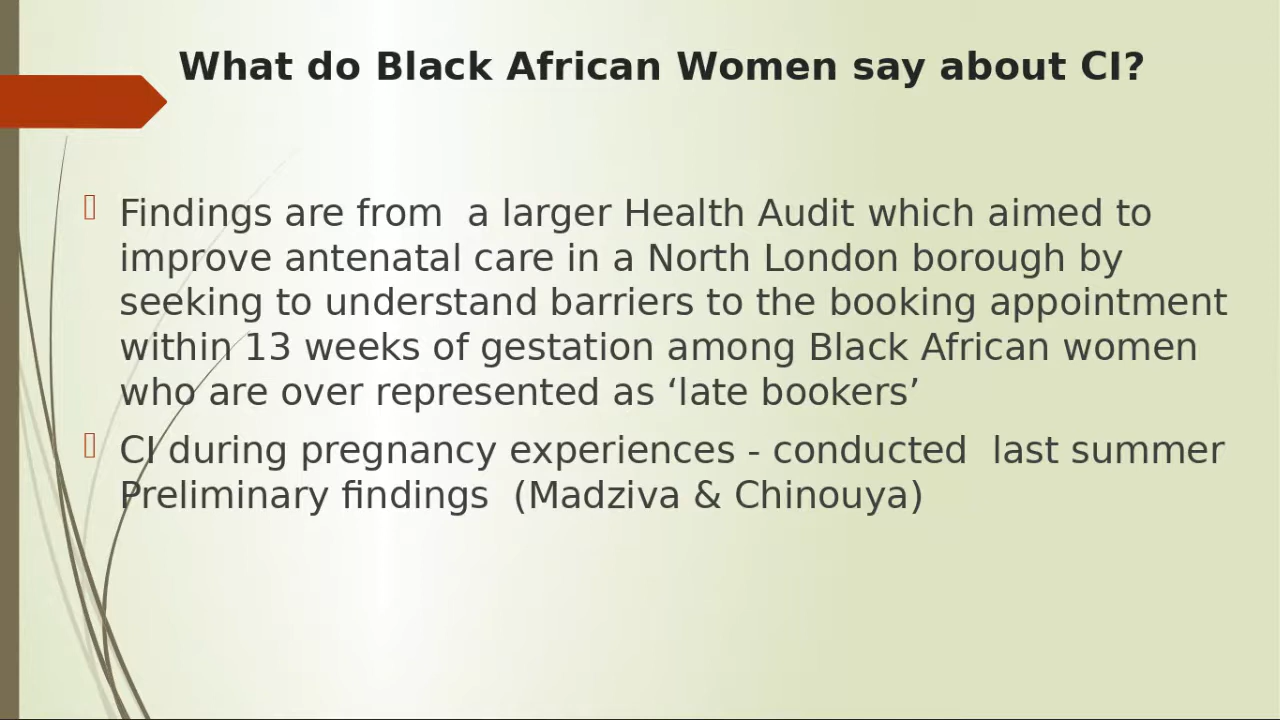 What do Black African Women say about CI?
Findings are from  a larger Health Audit which aimed to
improve antenatal care in a North London borough by
seeking to understand barriers to the booking appointment
within 13 weeks of gestation among Black African women
who are over represented as ‘late bookers’
CI during pregnancy experiences - conducted  last summer
Preliminary findings  (Madziva & Chinouya)